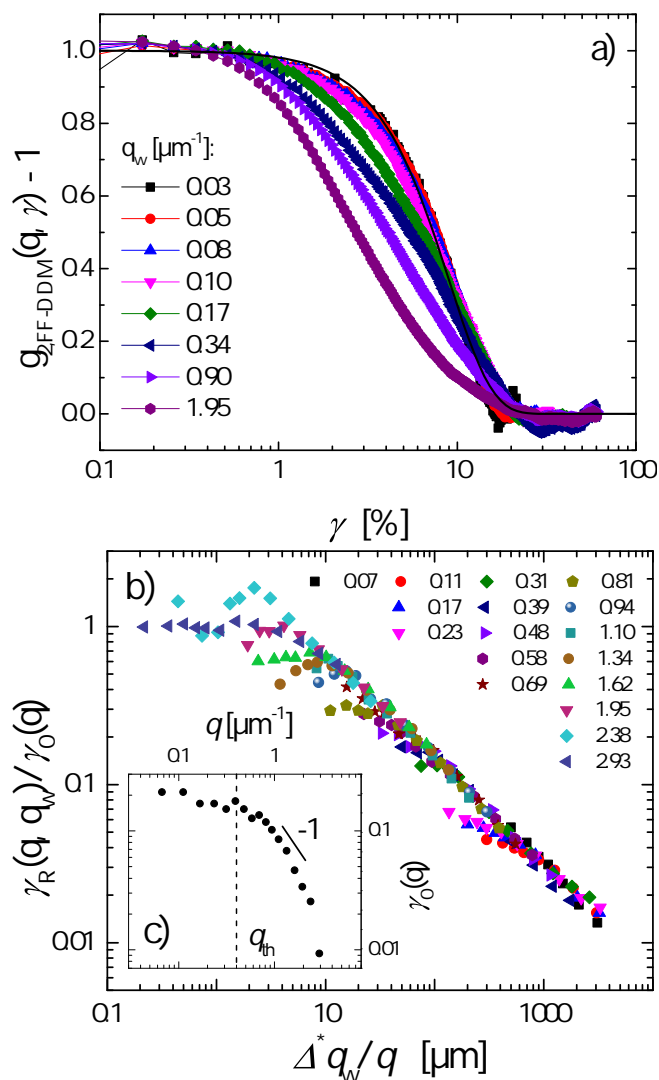 a)
g2,FF-DDM(q, γ) - 1
1.0
0.8
0.6
0.4
0.2
0.0
qw [µm-1]:
0.03
0.05
0.08
0.10
0.17
0.34
0.90
1.95
0.1 1 10 100
γ [%]
b)
γR(q, qw)/γ0(q)
1
0.1
0.01
0.07 0.11 0.31 0.81
0.17 0.39 0.94
0.23 0.48 1.10
0.58 1.34
0.69 1.62
1.95
2.38
2.93
q [µm-1]
0.1 1
-1
0.1
0.01
γ0(q)
c)
qth
0.1 10 1000
Δ* qw/q [µm]